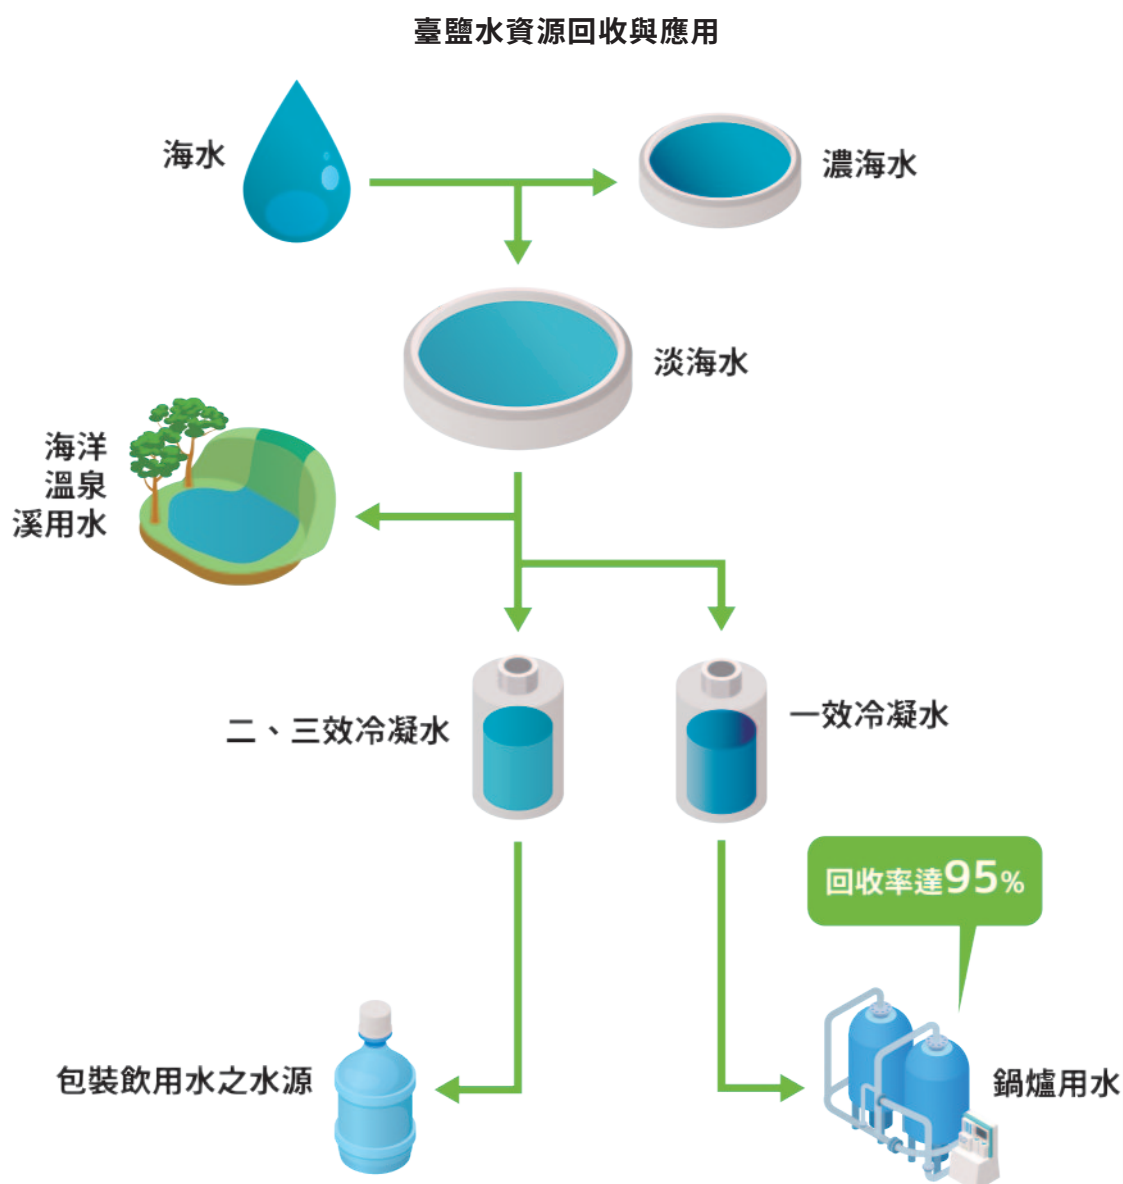 臺鹽水資源回收與應用
海水
濃海水
淡海水
海洋
溫泉
溪用水
二、三效冷凝水
一效冷凝水
回收率達95%
包裝飲用水之水源
鍋爐用水